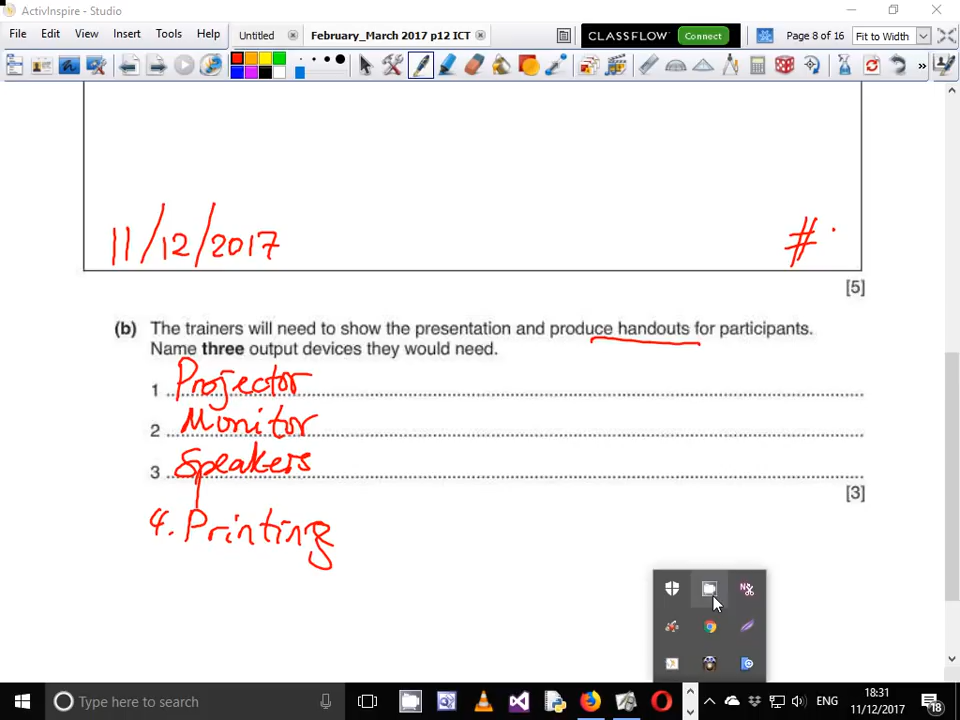 ActivInspire - Studio
File Edit View Insert Tools Help Untitled February_March 2017 p12 ICT CLASSFLOW Connect Page 8 of 16 Fit to Width
11/12/2017 #
[5]
(b) The trainers will need to show the presentation and produce handouts for participants.
Name three output devices they would need.
1 Projector
2 Monitor
3 Speakers
[3]
4. Printing
Type here to search
ENG 18:31
11/12/2017 18